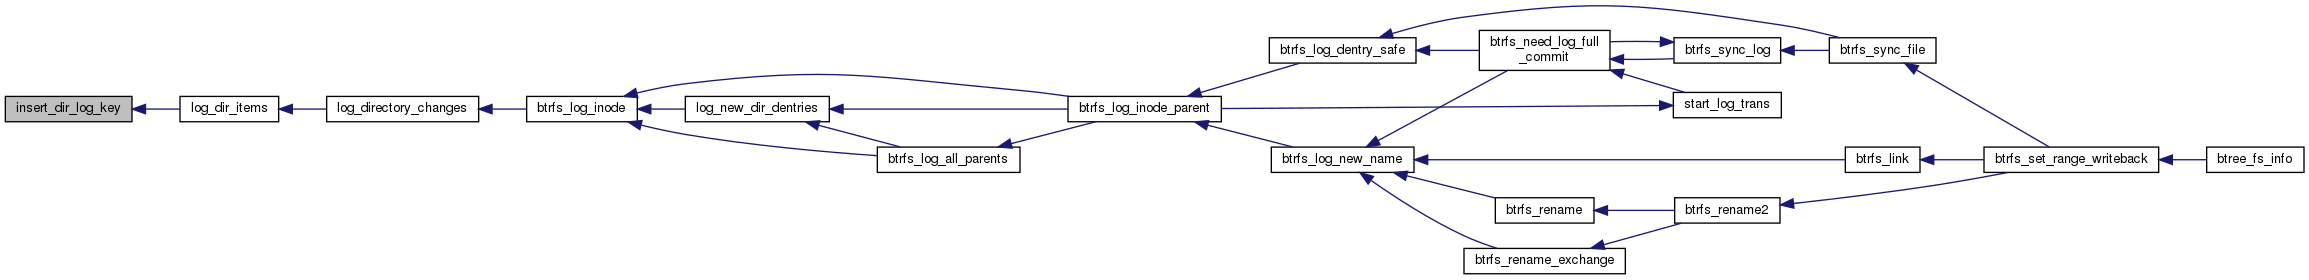 insert_dir_log_key
log_dir_items
log_directory_changes
btrfs_log_inode
log_new_dir_dentries
btrfs_log_all_parents
btrfs_log_inode_parent
btrfs_log_dentry_safe
btrfs_log_new_name
btrfs_need_log_full
_commit
btrfs_rename
btrfs_rename_exchange
btrfs_sync_log
start_log_trans
btrfs_rename2
btrfs_sync_file
btrfs_link
btrfs_set_range_writeback
btree_fs_info